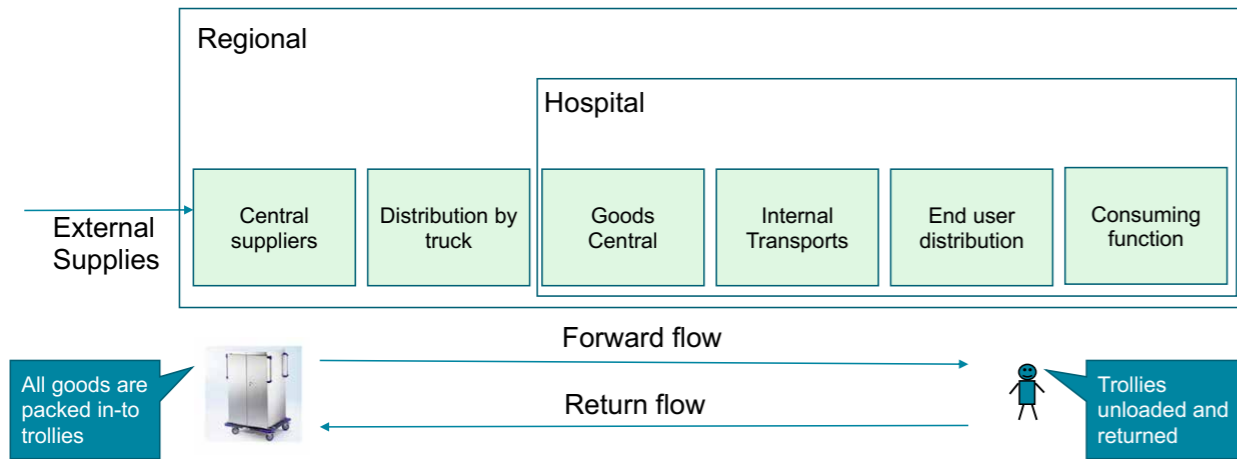 Regional
Hospital
External
Supplies
Central
suppliers
Distribution by
truck
Goods
Central
Internal
Transports
End user
distribution
Consuming
function
Forward flow
Return flow
All goods are
packed in-to
trollies
Trollies
unloaded and
returned